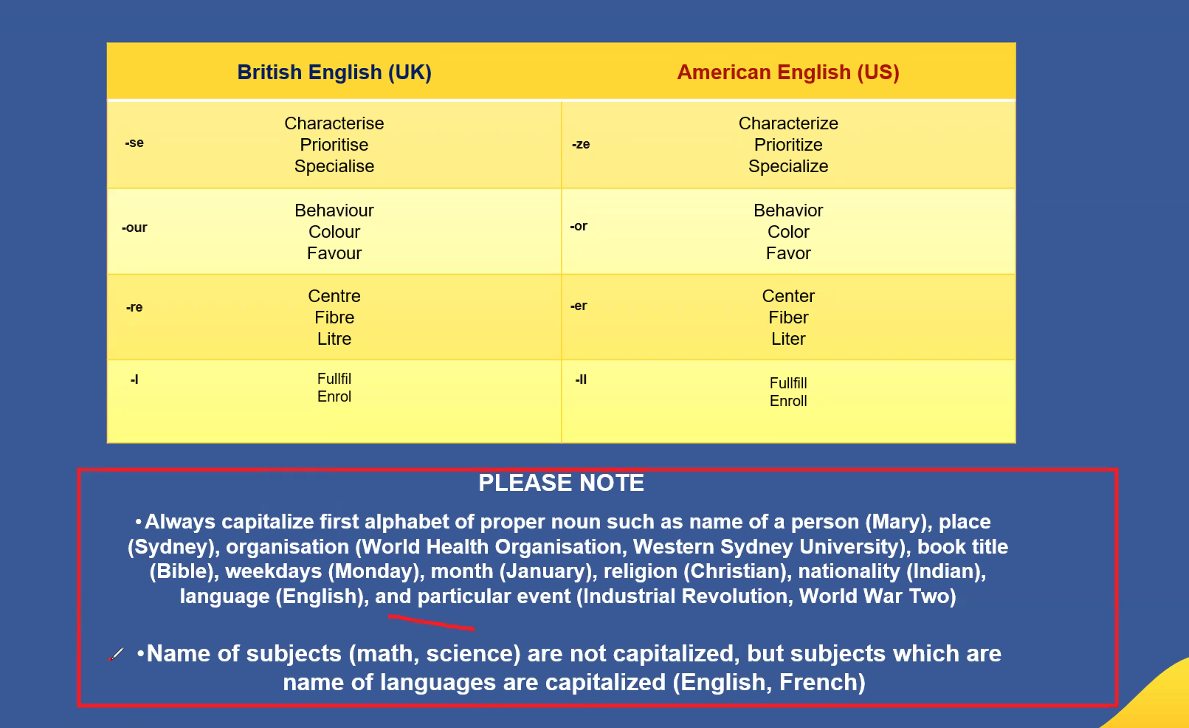 British English (UK) American English (US)
-se Characterise -ze Characterize
Prioritise Prioritize
Specialise Specialize
-our Behaviour -or Behavior
Colour Color
Favour Favor
-re Centre -er Center
Fibre Fiber
Litre Liter
-l Fullfil -ll Fullfill
Enrol Enroll
PLEASE NOTE
•Always capitalize first alphabet of proper noun such as name of a person (Mary), place
(Sydney), organisation (World Health Organisation, Western Sydney University), book title
(Bible), weekdays (Monday), month (January), religion (Christian), nationality (Indian),
language (English), and particular event (Industrial Revolution, World War Two)
•Name of subjects (math, science) are not capitalized, but subjects which are
name of languages are capitalized (English, French)